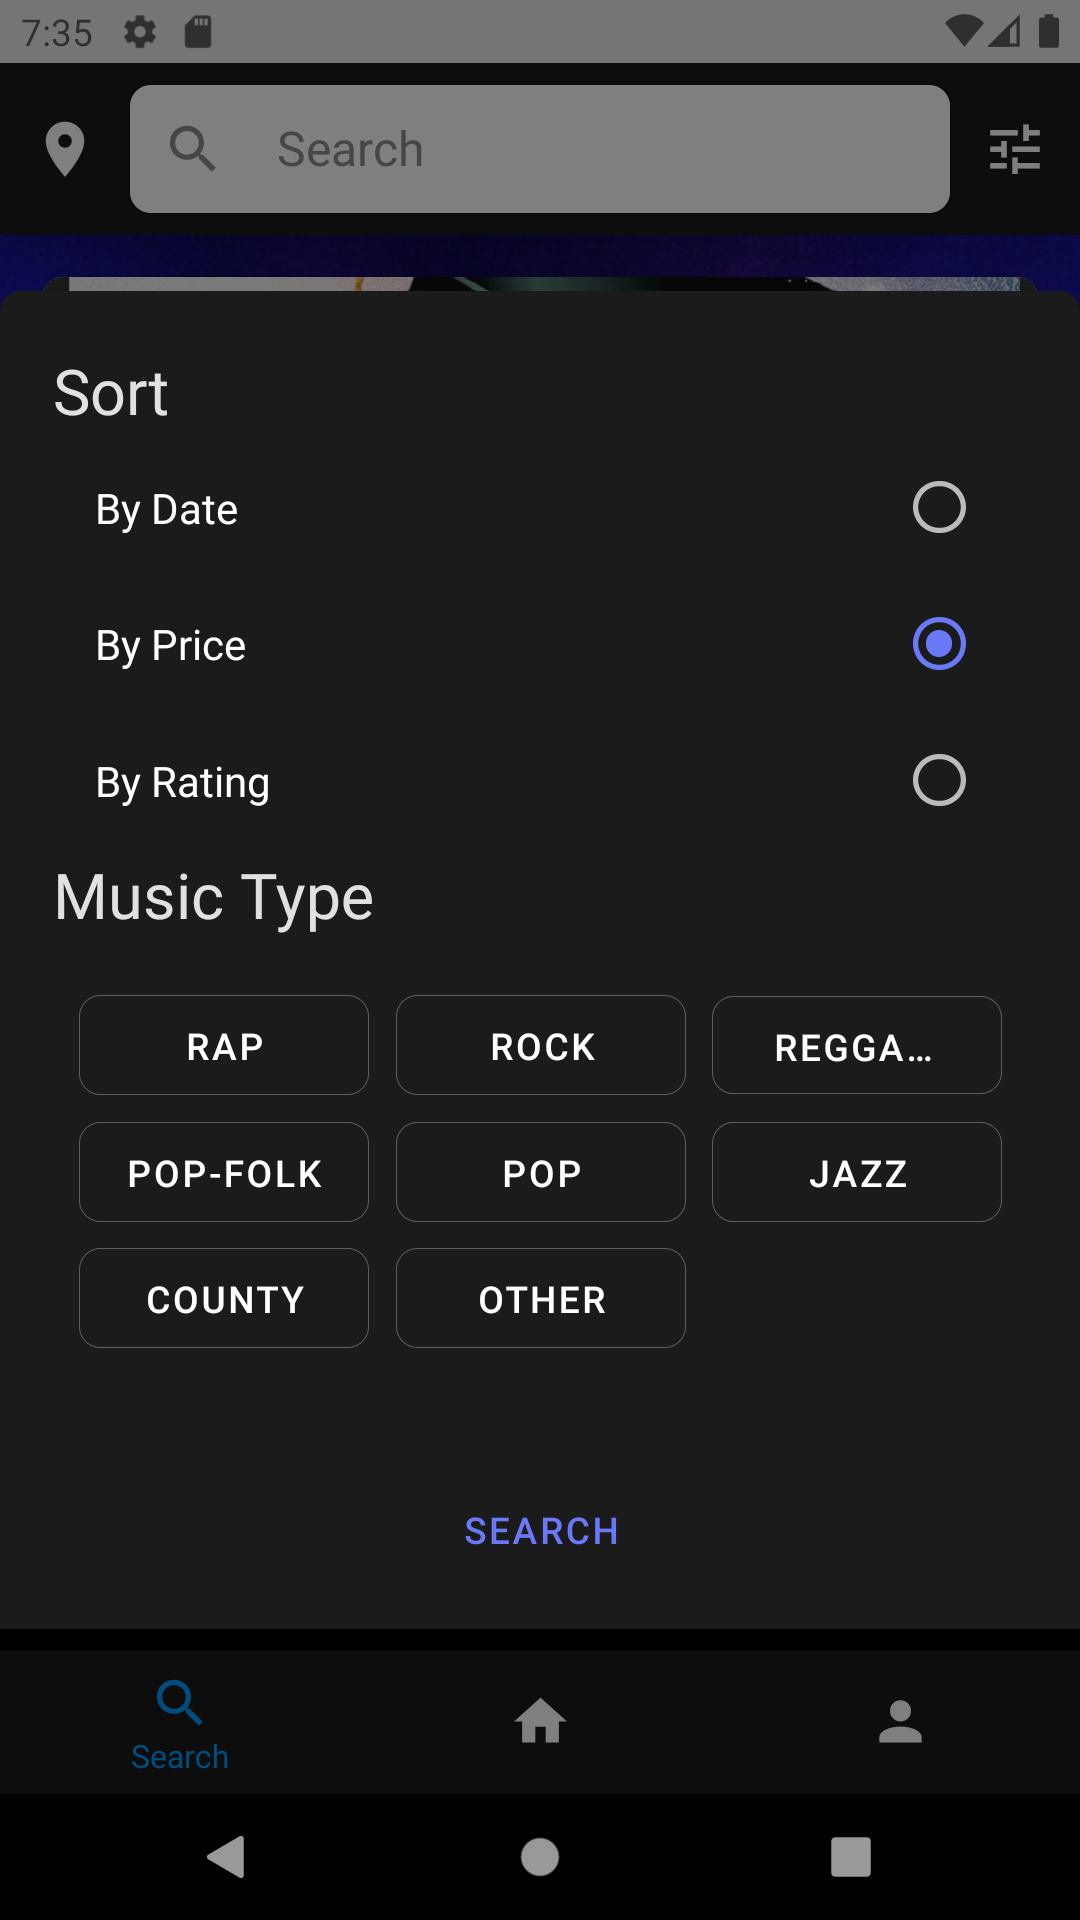 7:35
Search
Sort
By Date
By Price
By Rating
Music Type
RAP ROCK REGGA...
POP-FOLK POP JAZZ
COUNTY OTHER
SEARCH
Search